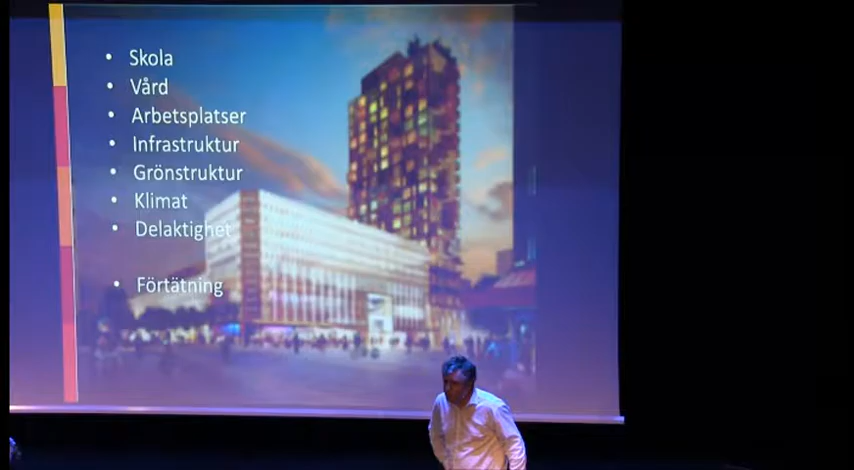 • Skola
• Vård
• Arbetsplatser
• Infrastruktur
• Grönstruktur
• Klimat
• Delaktighet
• Förtätning